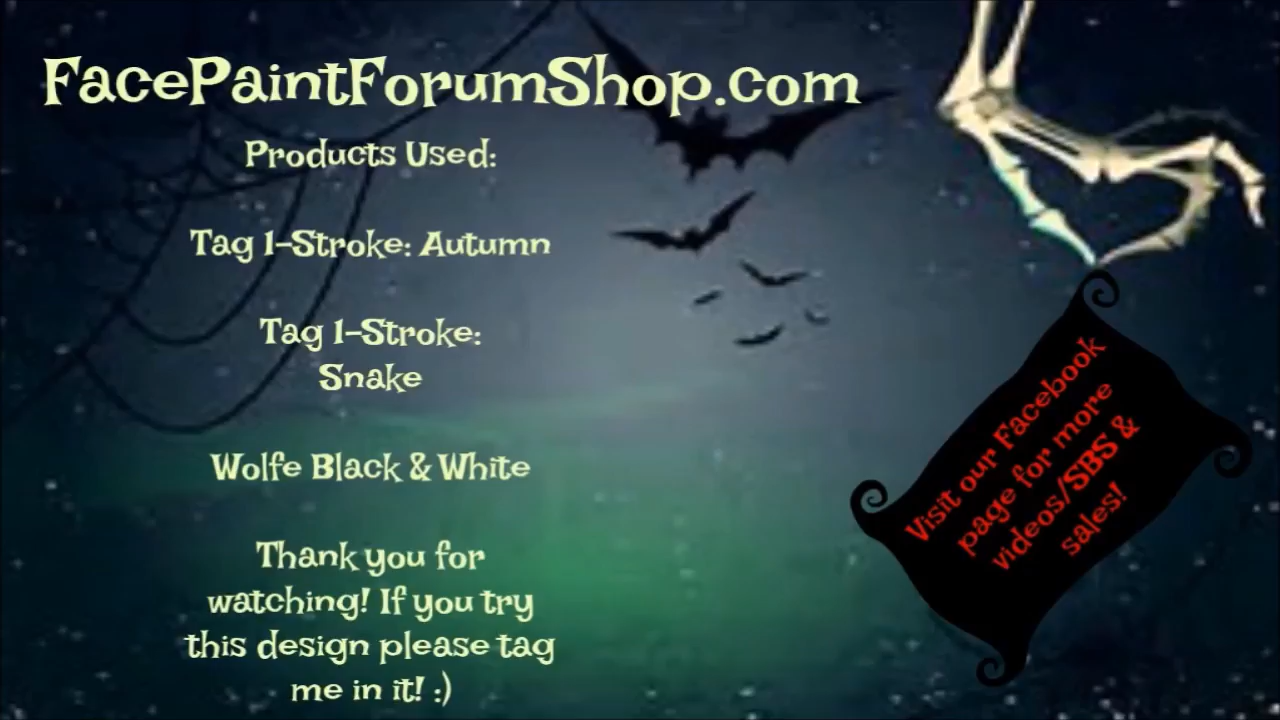 FacePaintForumShop.com
Products Used:
Tag 1-Stroke: Autumn
Tag 1-Stroke:
Snake
Wolfe Black & White
Thank you for
watching! If you try
this design please tag
me in it! :)
Visit our Facebook
page for more
videos/SBS &
sales!